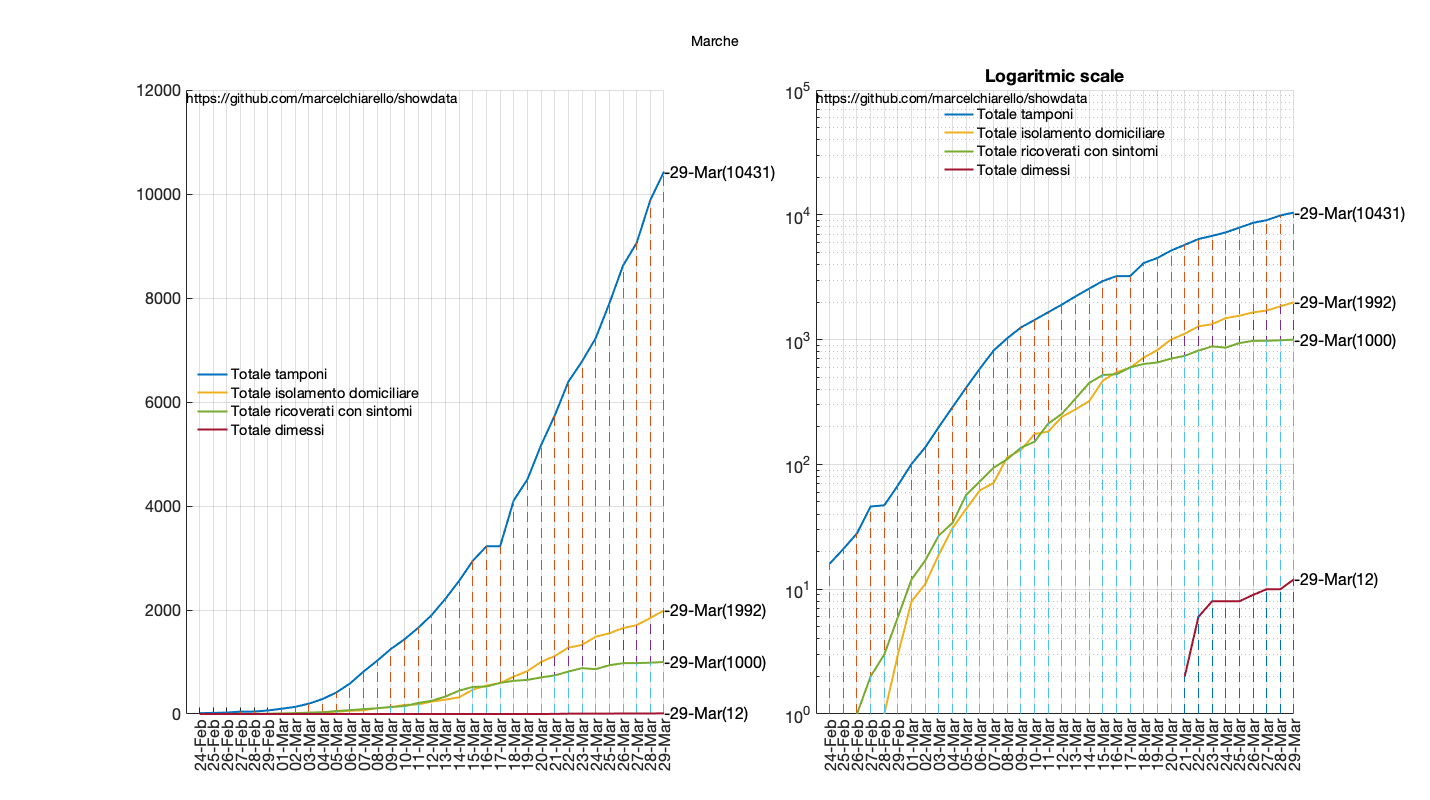 Marche
https://github.com/marcelchiarello/showdata
12000
10000
8000
6000
4000
2000
0
Totale tamponi
Totale isolamento domiciliare
Totale ricoverati con sintomi
Totale dimessi
-29-Mar(10431)
-29-Mar(1992)
-29-Mar(1000)
-29-Mar(12)
24-Feb
25-Feb
26-Feb
27-Feb
28-Feb
29-Feb
01-Mar
02-Mar
03-Mar
04-Mar
05-Mar
06-Mar
07-Mar
08-Mar
09-Mar
10-Mar
11-Mar
12-Mar
13-Mar
14-Mar
15-Mar
16-Mar
17-Mar
18-Mar
19-Mar
20-Mar
21-Mar
22-Mar
23-Mar
24-Mar
25-Mar
26-Mar
27-Mar
28-Mar
29-Mar
Logaritmic scale
https://github.com/marcelchiarello/showdata
Totale tamponi
Totale isolamento domiciliare
Totale ricoverati con sintomi
Totale dimessi
10^5
10^4
10^3
10^2
10^1
10^0
-29-Mar(10431)
-29-Mar(1992)
-29-Mar(1000)
-29-Mar(12)
24-Feb
25-Feb
26-Feb
27-Feb
28-Feb
29-Feb
01-Mar
02-Mar
03-Mar
04-Mar
05-Mar
06-Mar
07-Mar
08-Mar
09-Mar
10-Mar
11-Mar
12-Mar
13-Mar
14-Mar
15-Mar
16-Mar
17-Mar
18-Mar
19-Mar
20-Mar
21-Mar
22-Mar
23-Mar
24-Mar
25-Mar
26-Mar
27-Mar
28-Mar
29-Mar